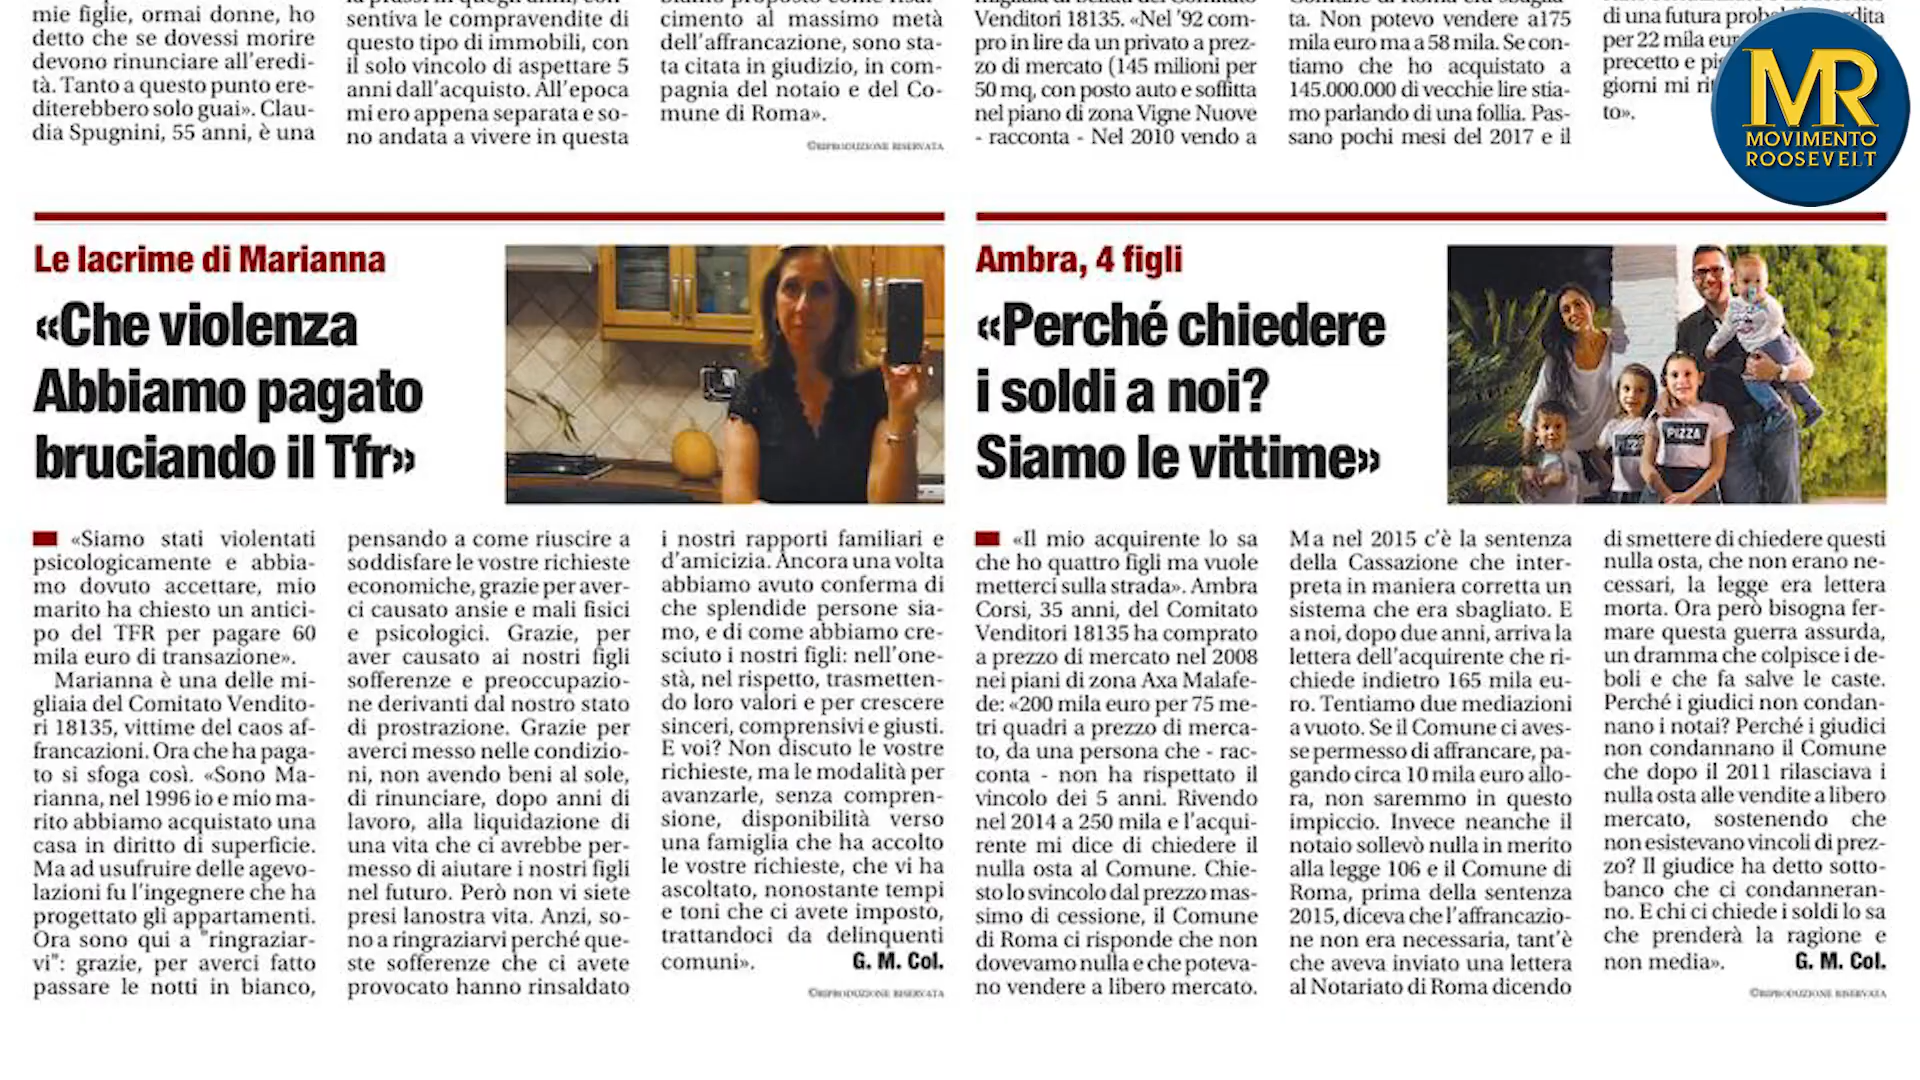 mie figlie, ormai donne, ho
detto che se dovessi morire
devono rinunciare all'eredi-
tà. Tanto a questo punto ere-
diterebbero solo guai». Clau-
dia Spugnini, 55 anni, è una
sentiva le compravendite di
questo tipo di immobili, con
il solo vincolo di aspettare 5
anni dall'acquisto. All'epoca
mi ero appena separata e so-
no andata a vivere in questa
cimento al massimo metà
dell'affrancazione, sono sta-
ta citata in giudizio, in com-
pagnia del notaio e del Co-
mune di Roma».
©RIPRODUZIONE RISERVATA
Venditori 18135. «Nel '92 com-
pro in lire da un privato a prez-
zo di mercato (145 milioni per
50 mq, con posto auto e soffitta
nel piano di zona Vigne Nuove
- racconta - Nel 2010 vendo a
ta. Non potevo vendere a175
mila euro ma a 58 mila. Se con-
tiamo che ho acquistato a
145.000.000 di vecchie lire stia-
mo parlando di una follia. Pas-
sano pochi mesi del 2017 e il
di una futura
per 22 mila
precetto e
giorni mi
to».
MR
MOVIMENTO
ROOSEVELT
Le lacrime di Marianna
«Che violenza
Abbiamo pagato
bruciando il Tfr»
«Siamo stati violentati
psicologicamente e abbia-
mo dovuto accettare, mio
marito ha chiesto un antici-
po del TFR per pagare 60
mila euro di transazione».
Marianna è una delle mi-
gliaia del Comitato Vendito-
ri 18135, vittime del caos af-
francazioni. Ora che ha paga-
to si sfoga così. «Sono Ma-
rianna, nel 1996 io e mio ma-
rito abbiamo acquistato una
casa in diritto di superficie.
Ma ad usufruire delle agevo-
lazioni fu l'ingegnere che ha
progettato gli appartamenti.
Ora sono qui a "ringraziar-
vi": grazie, per averci fatto
passare le notti in bianco,
pensando a come riuscire a
soddisfare le vostre richieste
economiche, grazie per aver-
ci causato ansie e mali fisici
e psicologici. Grazie, per
aver causato ai nostri figli
sofferenze e preoccupazio-
ne derivanti dal nostro stato
di prostrazione. Grazie per
averci messo nelle condizio-
ni, non avendo beni al sole,
di rinunciare, dopo anni di
lavoro, alla liquidazione di
una vita che ci avrebbe per-
messo di aiutare i nostri figli
nel futuro. Però non vi siete
presi lanostra vita. Anzi, so-
no a ringraziarvi perché que-
ste sofferenze che ci avete
provocato hanno rinsaldato
i nostri rapporti familiari e
d'amicizia. Ancora una volta
abbiamo avuto conferma di
che splendide persone sia-
mo, e di come abbiamo cre-
sciuto i nostri figli: nell'one-
stà, nel rispetto, trasmetten-
do loro valori e per crescere
sinceri, comprensivi e giusti.
E voi? Non discuto le vostre
richieste, ma le modalità per
avanzarle, senza compren-
sione, disponibilità verso
una famiglia che ha accolto
le vostre richieste, che vi ha
ascoltato, nonostante tempi
e toni che ci avete imposto,
trattandoci da delinquenti
comuni». G. M. Col.
©RIPRODUZIONE RISERVATA
Ambra, 4 figli
«Perché chiedere
i soldi a noi?
Siamo le vittime»
PIZZA
«Il mio acquirente lo sa
che ho quattro figli ma vuole
metterci sulla strada». Ambra
Corsi, 35 anni, del Comitato
Venditori 18135 ha comprato
a prezzo di mercato nel 2008
nei piani di zona Axa Malafe-
de: «200 mila euro per 75 me-
tri quadri a prezzo di merca-
to, da una persona che - rac-
conta - non ha rispettato il
vincolo dei 5 anni. Rivendo
nel 2014 a 250 mila e l'acqui-
rente mi dice di chiedere il
nulla osta al Comune. Chie-
sto lo svincolo dal prezzo mas-
simo di cessione, il Comune
di Roma ci risponde che non
dovevamo nulla e che poteva-
no vendere a libero mercato.
Ma nel 2015 c'è la sentenza
della Cassazione che inter-
preta in maniera corretta un
sistema che era sbagliato. E
a noi, dopo due anni, arriva la
lettera dell'acquirente che ri-
chiede indietro 165 mila eu-
ro. Tentiamo due mediazioni
a vuoto. Se il Comune ci aves-
se permesso di affrancare, pa-
gando circa 10 mila euro allo-
ra, non saremmo in questo
impiccio. Invece neanche il
notaio sollevò nulla in merito
alla legge 106 e il Comune di
Roma, prima della sentenza
2015, diceva che l'affrancazio-
ne non era necessaria, tant'è
che aveva inviato una lettera
al Notariato di Roma dicendo
di smettere di chiedere questi
nulla osta, che non erano ne-
cessari, la legge era lettera
morta. Ora però bisogna fer-
mare questa guerra assurda,
un dramma che colpisce i de-
boli e che fa salve le caste.
Perché i giudici non condan-
nano i notai? Perché i giudici
non condannano il Comune
che dopo il 2011 rilasciava i
nulla osta alle vendite a libero
mercato, sostenendo che
non esistevano vincoli di prez-
zo? Il giudice ha detto sotto-
banco che ci condanneran-
no. E chi ci chiede i soldi lo sa
che prenderà la ragione e
non media». G. M. Col.
©RIPRODUZIONE RISERVATA